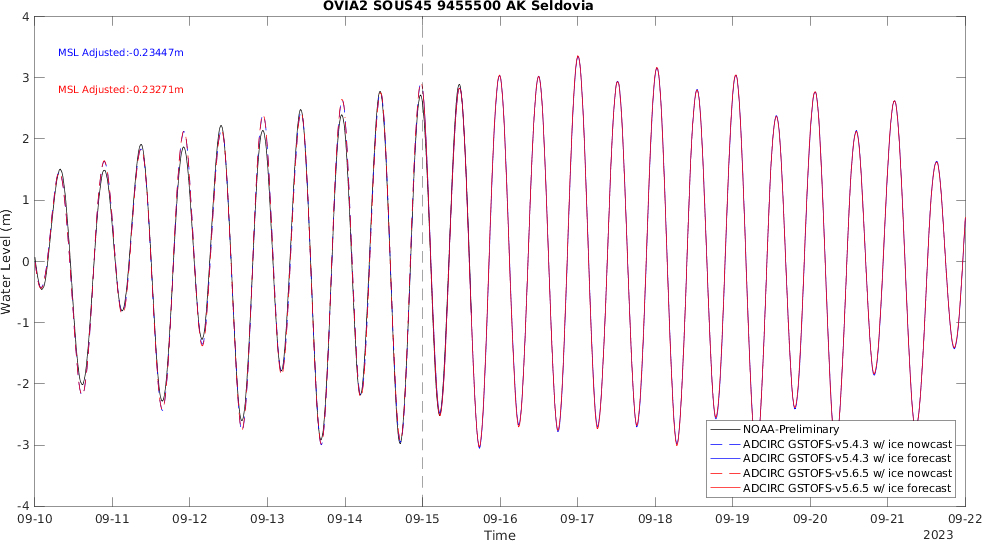 OVIA2 SOUS45 9455500 AK Seldovia
MSL Adjusted:-0.23447m
MSL Adjusted:-0.23271m
Water Level (m)
4
3
2
1
0
-1
-2
-3
-4
NOAA-Preliminary
ADCIRC GSTOFS-v5.4.3 w/ ice nowcast
ADCIRC GSTOFS-v5.4.3 w/ ice forecast
ADCIRC GSTOFS-v5.6.5 w/ ice nowcast
ADCIRC GSTOFS-v5.6.5 w/ ice forecast
09-10 09-11 09-12 09-13 09-14 09-15 09-16 09-17 09-18 09-19 09-20 09-21 09-22
Time
2023